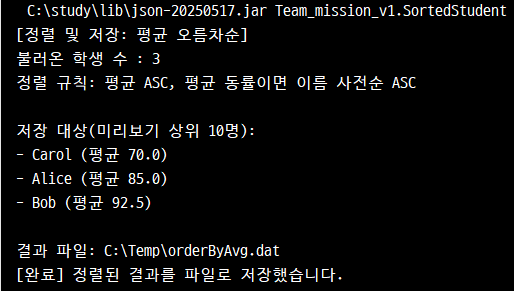 C:\study\lib\json-20250517.jar Team_mission_v1.SortedStudent
[정렬 및 저장: 평균 오름차순]
불러온 학생 수 : 3
정렬 규칙: 평균 ASC, 평균 동률이면 이름 사전순 ASC
저장 대상(미리보기 상위 10명):
- Carol (평균 70.0)
- Alice (평균 85.0)
- Bob (평균 92.5)
결과 파일: C:\Temp\orderByAvg.dat
[완료] 정렬된 결과를 파일로 저장했습니다.